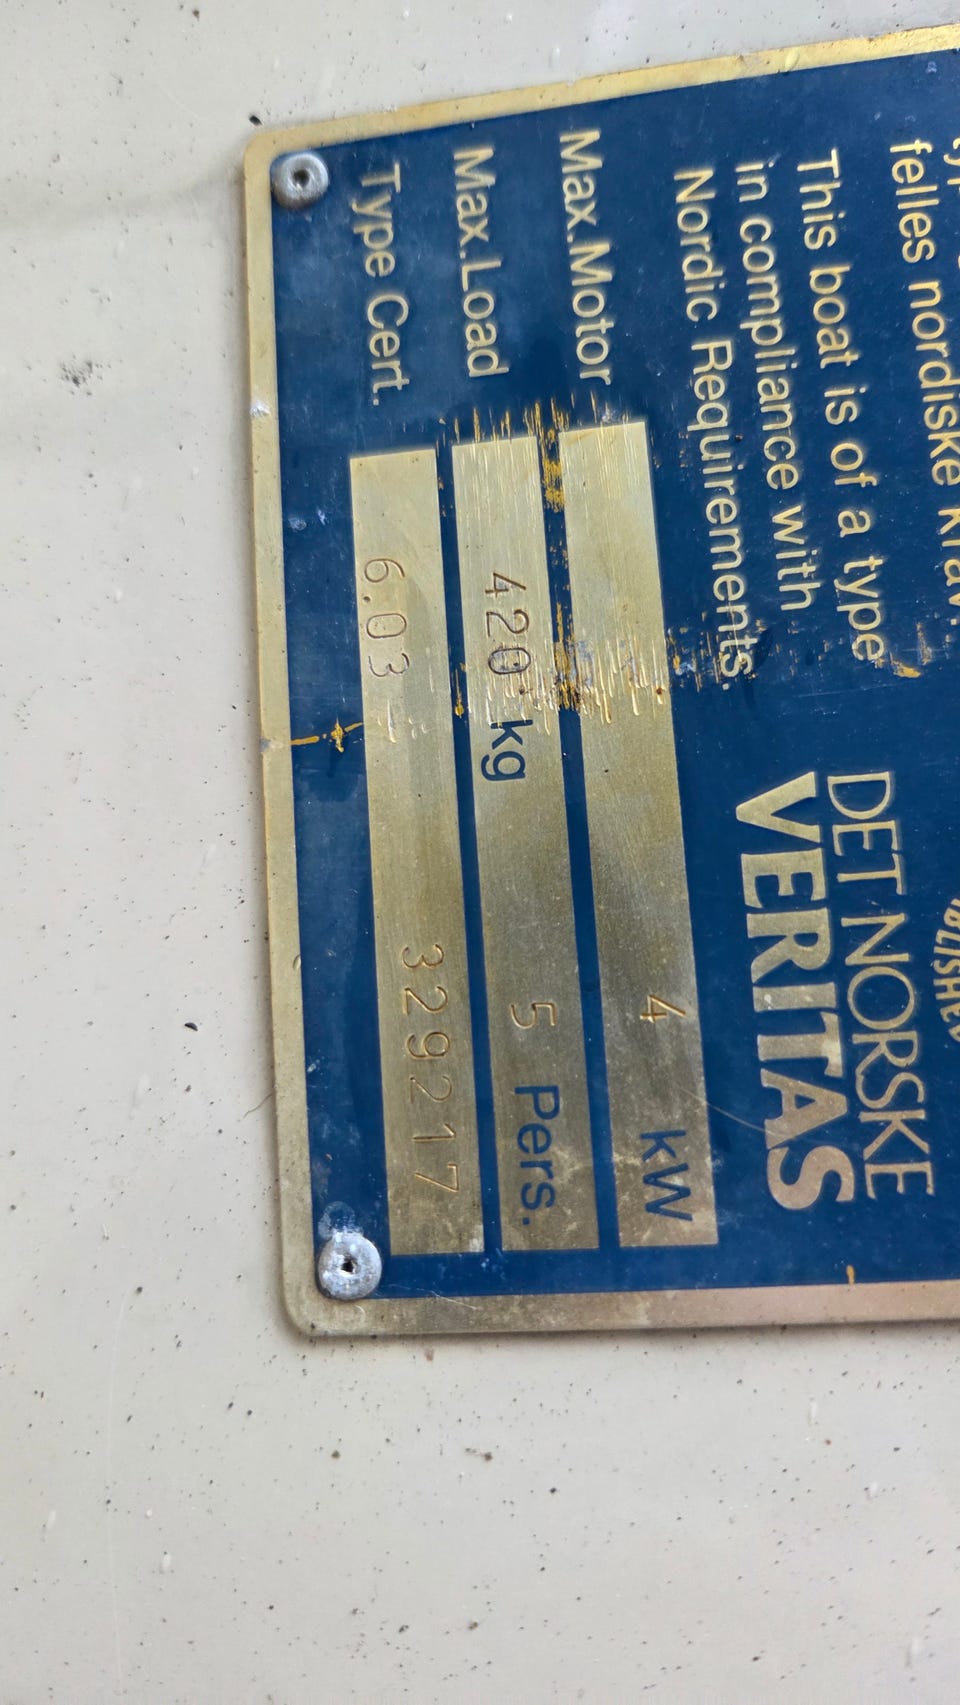 felles nordiske krav.
This boat is of a type
in compliance with
Nordic Requirements.
DET NORSKE
VERITAS
Max.Motor 4 kW
Max.Load 420 kg 5 Pers.
Type Cert. 6.03 329217